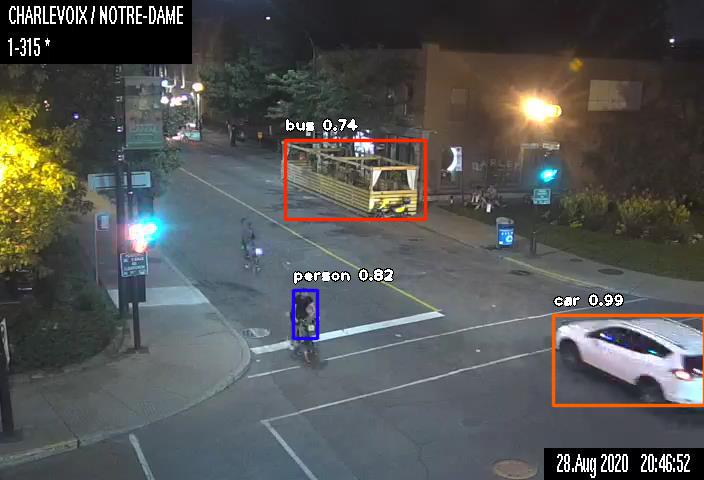 CHARLEVOIX / NOTRE-DAME
1-315 *
bus 0.74
person 0.82
car 0.99
28.Aug 2020 20:46:52